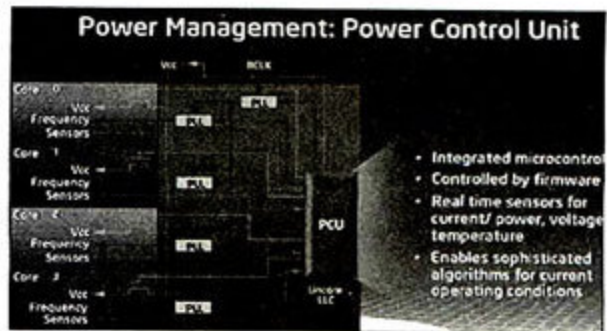 Power Management: Power Control Unit
Vcc
BCLK
Core 0
Vcc
Frequency
Sensors
PLL
PLL
Core 1
Vcc
Frequency
Sensors
PLL
Core 2
Vcc
Frequency
Sensors
PLL
Core 3
Vcc
Frequency
Sensors
PLL
PCU
Uncore
LLC
• Integrated microcontrol
• Controlled by firmware
• Real time sensors for
current/ power, voltage
temperature
• Enables sophisticated
algorithms for current
operating conditions